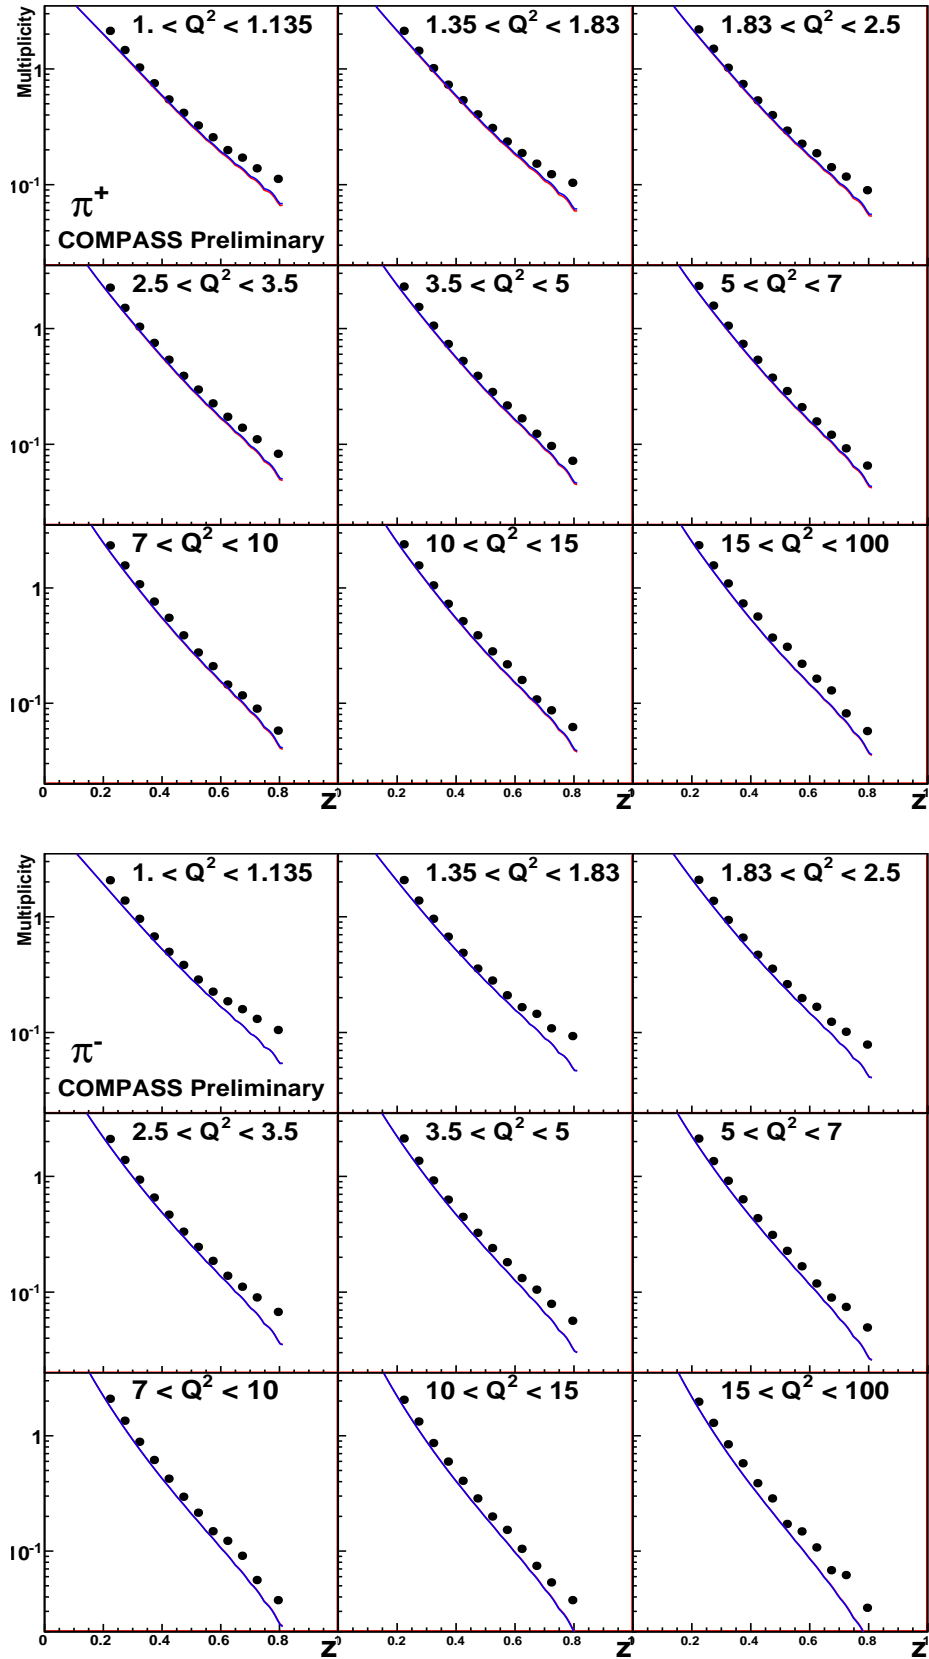 Multiplicity
1. < Q² < 1.135
1.35 < Q² < 1.83
1.83 < Q² < 2.5
1
10⁻¹
π⁺
COMPASS Preliminary
2.5 < Q² < 3.5
3.5 < Q² < 5
5 < Q² < 7
1
10⁻¹
7 < Q² < 10
10 < Q² < 15
15 < Q² < 100
1
10⁻¹
0 0.2 0.4 0.6 0.8 z 0.2 0.4 0.6 0.8 z 0.2 0.4 0.6 0.8 z 1
Multiplicity
1. < Q² < 1.135
1.35 < Q² < 1.83
1.83 < Q² < 2.5
1
10⁻¹
π⁻
COMPASS Preliminary
2.5 < Q² < 3.5
3.5 < Q² < 5
5 < Q² < 7
1
10⁻¹
7 < Q² < 10
10 < Q² < 15
15 < Q² < 100
1
10⁻¹
0 0.2 0.4 0.6 0.8 z 0.2 0.4 0.6 0.8 z 0.2 0.4 0.6 0.8 z 1